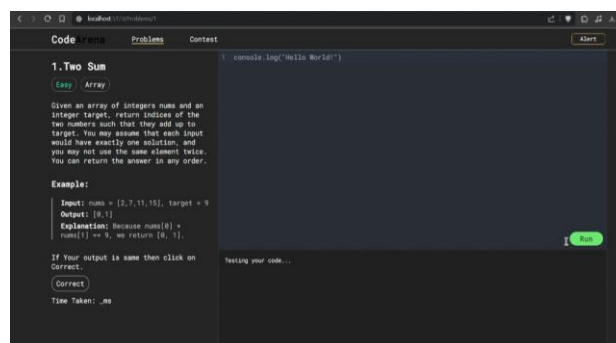 localhost:5173/problems/1
CodeArena Problems Contest Alert
1.Two Sum
Easy Array
Given an array of integers nums and an
integer target, return indices of the
two numbers such that they add up to
target. You may assume that each input
would have exactly one solution, and
you may not use the same element twice.
You can return the answer in any order.
Example:
Input: nums = [2,7,11,15], target = 9
Output: [0,1]
Explanation: Because nums[0] +
nums[1] == 9, we return [0, 1].
If Your output is same then click on
Correct.
Correct
Time Taken: _ms
1 console.log("Hello World!")
Run
Testing your code...